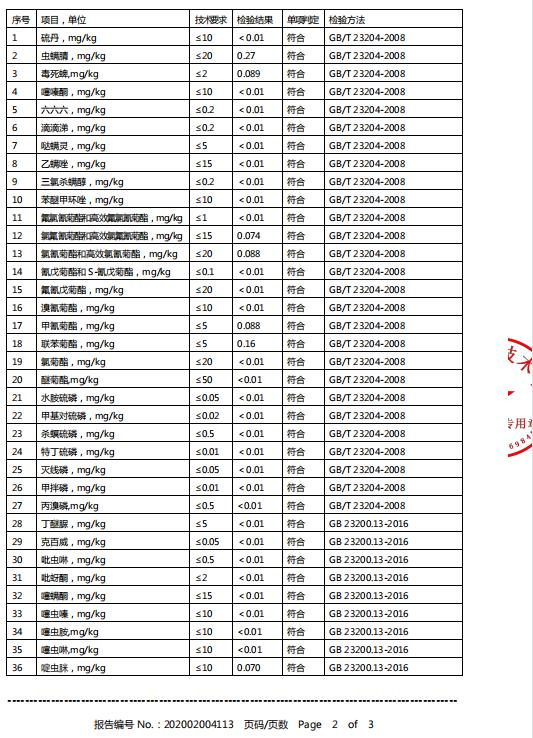 序号 项目，单位 技术要求 检验结果 单项判定 检验方法
1 硫丹，mg/kg ≤10 ＜0.01 符合 GB/T 23204-2008
2 虫螨腈，mg/kg ≤20 0.27 符合 GB/T 23204-2008
3 毒死蜱,mg/kg ≤2 0.089 符合 GB/T 23204-2008
4 噻嗪酮，mg/kg ≤10 ＜0.01 符合 GB/T 23204-2008
5 六六六，mg/kg ≤0.2 ＜0.01 符合 GB/T 23204-2008
6 滴滴涕，mg/kg ≤0.2 ＜0.01 符合 GB/T 23204-2008
7 哒螨灵，mg/kg ≤5 ＜0.01 符合 GB/T 23204-2008
8 乙螨唑，mg/kg ≤15 ＜0.01 符合 GB/T 23204-2008
9 三氯杀螨醇，mg/kg ≤0.2 ＜0.01 符合 GB/T 23204-2008
10 苯醚甲环唑，mg/kg ≤10 ＜0.01 符合 GB/T 23204-2008
11 氟氯氰菊酯和高效氟氯氰菊酯，mg/kg ≤1 ＜0.01 符合 GB/T 23204-2008
12 氯氟氰菊酯和高效氯氟氰菊酯，mg/kg ≤15 0.074 符合 GB/T 23204-2008
13 氯氰菊酯和高效氯氰菊酯，mg/kg ≤20 0.088 符合 GB/T 23204-2008
14 氰戊菊酯和 S-氰戊菊酯，mg/kg ≤0.1 ＜0.01 符合 GB/T 23204-2008
15 氟氰戊菊酯，mg/kg ≤20 ＜0.01 符合 GB/T 23204-2008
16 溴氰菊酯，mg/kg ≤10 ＜0.01 符合 GB/T 23204-2008
17 甲氰菊酯，mg/kg ≤5 0.088 符合 GB/T 23204-2008
18 联苯菊酯，mg/kg ≤5 0.16 符合 GB/T 23204-2008
19 氯菊酯，mg/kg ≤20 ＜0.01 符合 GB/T 23204-2008
20 醚菊酯,mg/kg ≤50 <0.01 符合 GB/T 23204-2008
21 水胺硫磷，mg/kg ≤0.05 ＜0.01 符合 GB/T 23204-2008
22 甲基对硫磷，mg/kg ≤0.02 ＜0.01 符合 GB/T 23204-2008
23 杀螟硫磷，mg/kg ≤0.5 ＜0.01 符合 GB/T 23204-2008
24 特丁硫磷，mg/kg ≤0.01 ＜0.01 符合 GB/T 23204-2008
25 灭线磷，mg/kg ≤0.05 ＜0.01 符合 GB/T 23204-2008
26 甲拌磷，mg/kg ≤0.01 ＜0.01 符合 GB/T 23204-2008
27 丙溴磷,mg/kg ≤0.5 <0.01 符合 GB/T 23204-2008
28 丁醚脲，mg/kg ≤5 ＜0.01 符合 GB 23200.13-2016
29 克百威，mg/kg ≤0.05 ＜0.01 符合 GB 23200.13-2016
30 吡虫啉，mg/kg ≤0.5 ＜0.01 符合 GB 23200.13-2016
31 吡蚜酮，mg/kg ≤2 ＜0.01 符合 GB 23200.13-2016
32 噻螨酮，mg/kg ≤15 ＜0.01 符合 GB 23200.13-2016
33 噻虫嗪，mg/kg ≤10 ＜0.01 符合 GB 23200.13-2016
34 噻虫胺,mg/kg ≤10 <0.01 符合 GB 23200.13-2016
35 噻虫啉,mg/kg ≤10 <0.01 符合 GB 23200.13-2016
36 啶虫脒，mg/kg ≤10 0.070 符合 GB 23200.13-2016
技术
专用章
6984
报告编号 No.：202002004113 页码/页数 Page 2 of 3